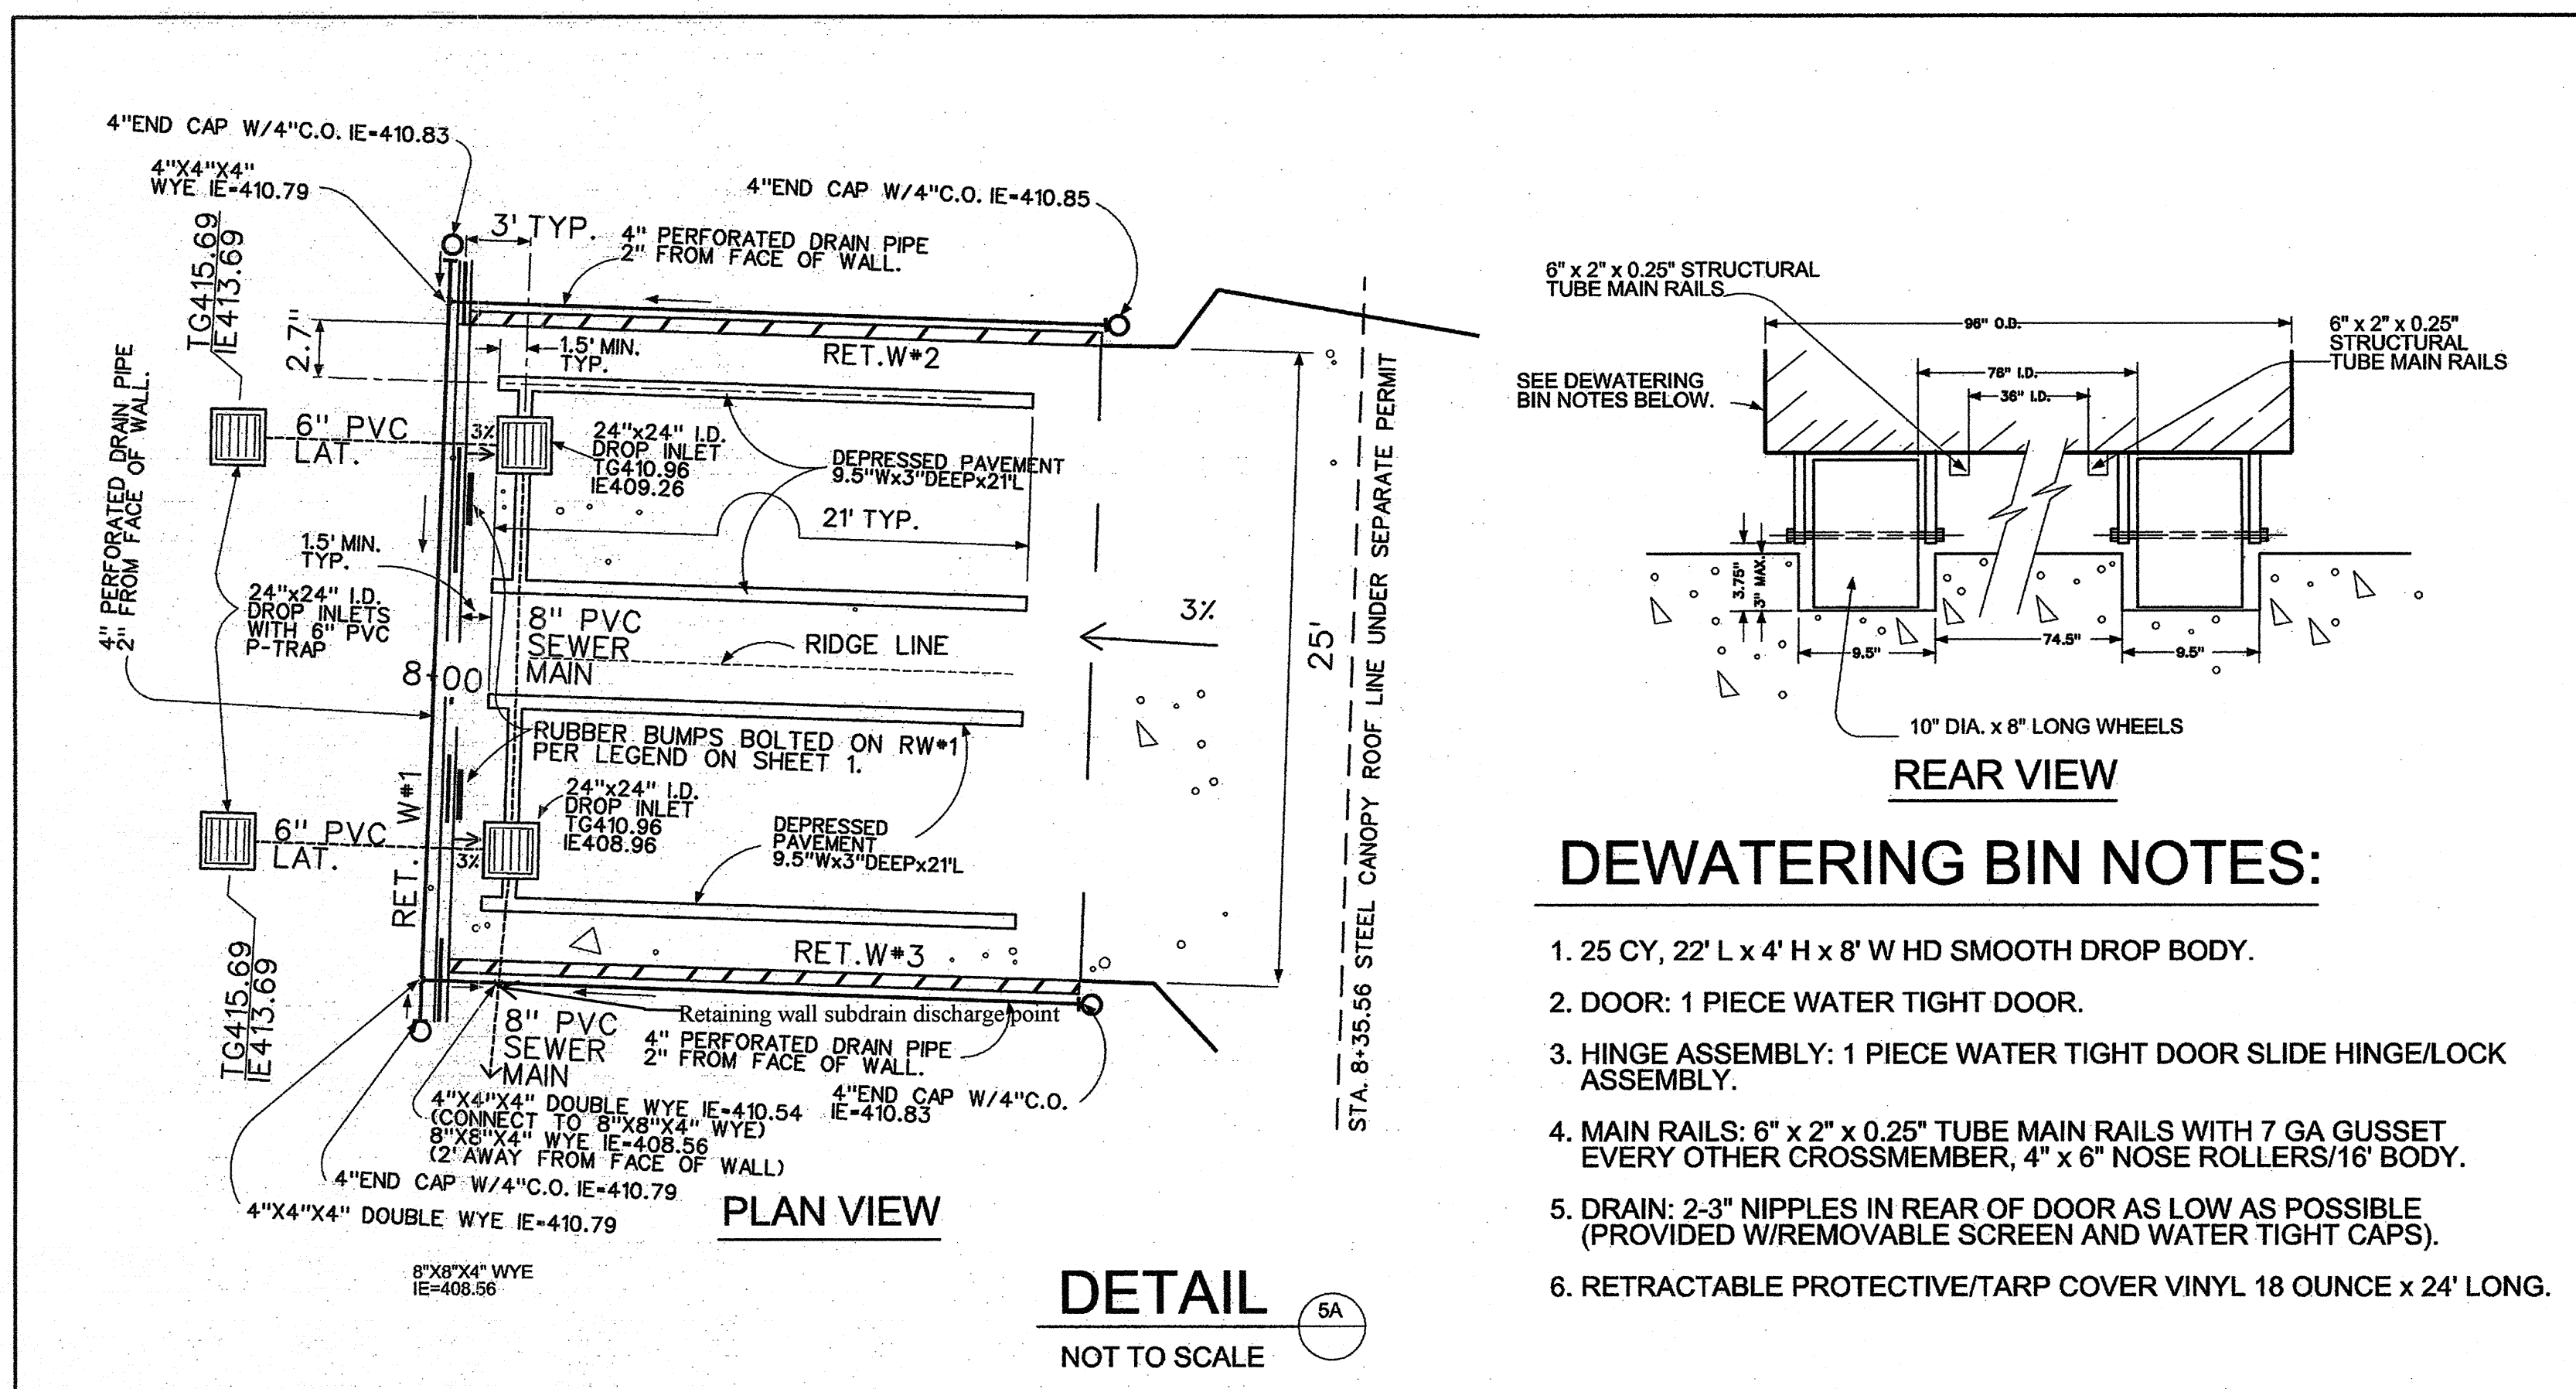 4"END CAP W/4"C.O. IE=410.83
4"X4"X4"
WYE IE=410.79
4"END CAP W/4"C.O. IE=410.85
3' TYP.
4" PERFORATED DRAIN PIPE
2" FROM FACE OF WALL.
TG415.69
IE413.69
2.7"
1.5' MIN.
TYP.
RET.W#2
4" PERFORATED DRAIN PIPE
2" FROM FACE OF WALL.
6" PVC
LAT.
3%
24"x24" I.D.
DROP INLET
TG410.96
IE409.26
DEPRESSED PAVEMENT
9.5"Wx3"DEEPx21'L
21' TYP.
1.5' MIN.
TYP.
24"x24" I.D.
DROP INLETS
WITH 6" PVC
P-TRAP
8" PVC
SEWER
MAIN
RIDGE LINE
3%
25'
STA. 8+35.56 STEEL CANOPY ROOF LINE UNDER SEPARATE PERMIT
8+00
RUBBER BUMPS BOLTED ON RW#1
PER LEGEND ON SHEET 1.
RET. W#1
24"x24" I.D.
DROP INLET
TG410.96
IE408.96
6" PVC
LAT.
3%
DEPRESSED
PAVEMENT
9.5"Wx3"DEEPx21'L
RET.W#3
TG415.69
IE413.69
Retaining wall subdrain discharge point
8" PVC
SEWER
MAIN
4" PERFORATED DRAIN PIPE
2" FROM FACE OF WALL.
4"END CAP W/4"C.O.
IE=410.83
4"X4"X4" DOUBLE WYE IE=410.54
(CONNECT TO 8"X8"X4" WYE)
8"X8"X4" WYE IE=408.56
(2' AWAY FROM FACE OF WALL)
4"END CAP W/4"C.O. IE=410.79
4"X4"X4" DOUBLE WYE IE=410.79
PLAN VIEW
8"X8"X4" WYE
IE=408.56
DETAIL
5A
NOT TO SCALE
6" x 2" x 0.25" STRUCTURAL
TUBE MAIN RAILS
96" O.D.
6" x 2" x 0.25"
STRUCTURAL
TUBE MAIN RAILS
76" I.D.
36" I.D.
SEE DEWATERING
BIN NOTES BELOW.
3.75"
3" MAX.
9.5"
74.5"
9.5"
10" DIA. x 8" LONG WHEELS
REAR VIEW
DEWATERING BIN NOTES:
1. 25 CY, 22' L x 4' H x 8' W HD SMOOTH DROP BODY.
2. DOOR: 1 PIECE WATER TIGHT DOOR.
3. HINGE ASSEMBLY: 1 PIECE WATER TIGHT DOOR SLIDE HINGE/LOCK
ASSEMBLY.
4. MAIN RAILS: 6" x 2" x 0.25" TUBE MAIN RAILS WITH 7 GA GUSSET
EVERY OTHER CROSSMEMBER, 4" x 6" NOSE ROLLERS/16' BODY.
5. DRAIN: 2-3" NIPPLES IN REAR OF DOOR AS LOW AS POSSIBLE
(PROVIDED W/REMOVABLE SCREEN AND WATER TIGHT CAPS).
6. RETRACTABLE PROTECTIVE/TARP COVER VINYL 18 OUNCE x 24' LONG.